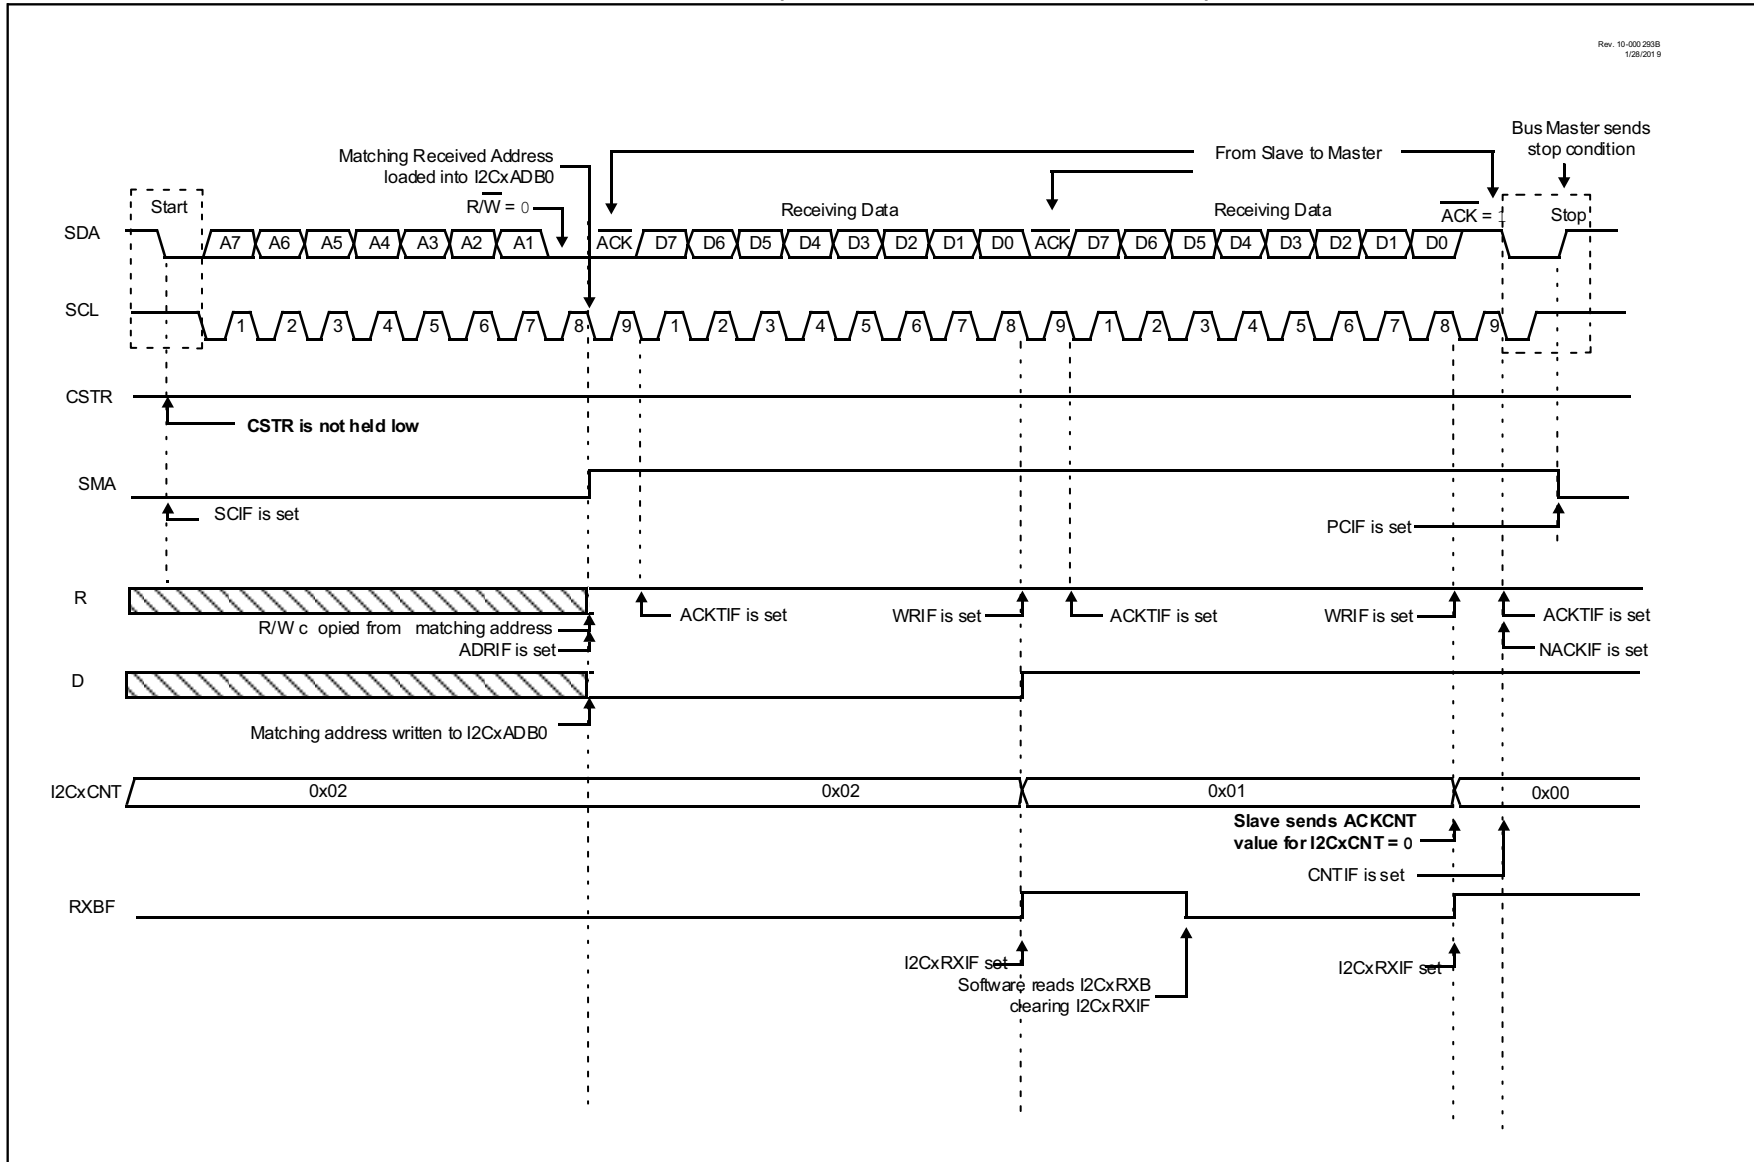 Rev. 10-000293B
1/28/2019
Bus Master sends
stop condition
Matching Received Address
loaded into I2CxADB0
From Slave to Master
R/W = 0
Start
Receiving Data
Receiving Data
ACK =
Stop
SDA
A7 A6 A5 A4 A3 A2 A1 ACK D7 D6 D5 D4 D3 D2 D1 D0 ACK D7 D6 D5 D4 D3 D2 D1 D0
SCL
1 2 3 4 5 6 7 8 9 1 2 3 4 5 6 7 8 9 1 2 3 4 5 6 7 8 9
CSTR
CSTR is not held low
SMA
SCIF is set
PCIF is set
R
ACKTIF is set
WRIF is set
ACKTIF is set
WRIF is set
ACKTIF is set
R/W c opied from matching address
ADRIF is set
NACKIF is set
D
Matching address written to I2CxADB0
I2CxCNT
0x02
0x02
0x01
0x00
Slave sends ACKCNT
value for I2CxCNT = 0
CNTIF is set
RXBF
I2CxRXIF set
I2CxRXIF set
Software reads I2CxRXB
clearing I2CxRXIF